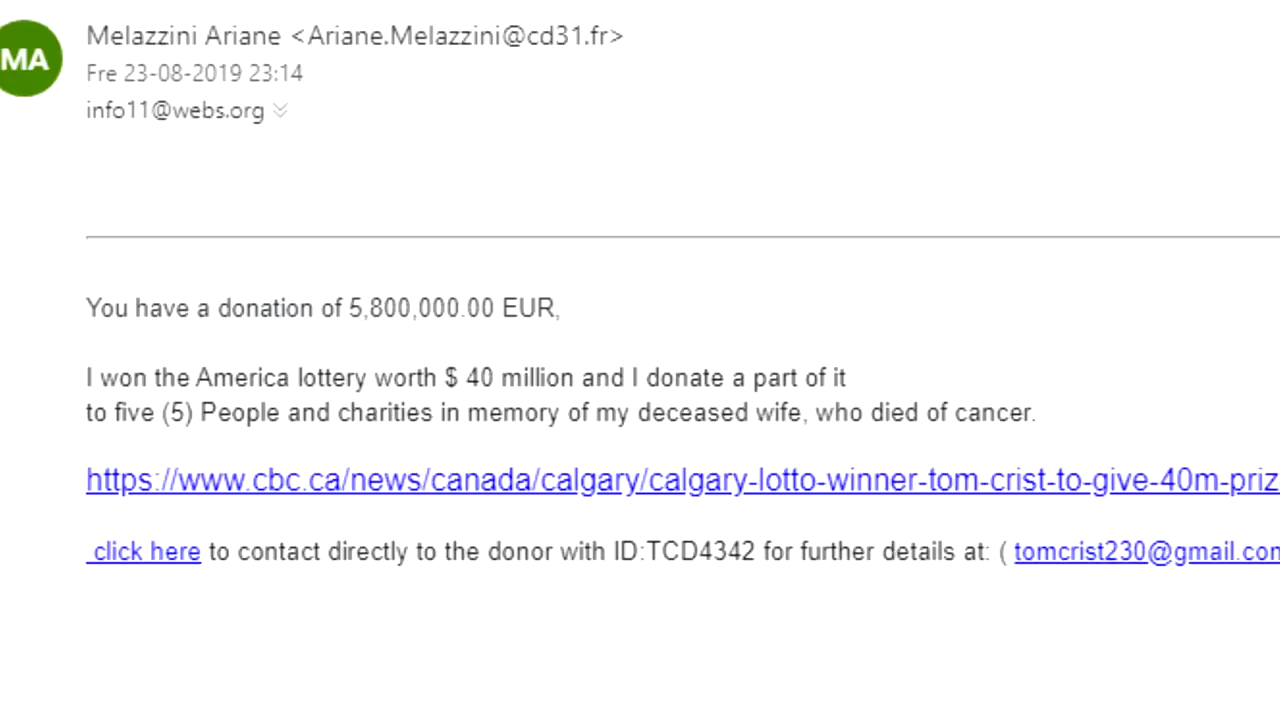 MA
Melazzini Ariane <Ariane.Melazzini@cd31.fr>
Fre 23-08-2019 23:14
info11@webs.org
You have a donation of 5,800,000.00 EUR,
I won the America lottery worth $ 40 million and I donate a part of it
to five (5) People and charities in memory of my deceased wife, who died of cancer.
https://www.cbc.ca/news/canada/calgary/calgary-lotto-winner-tom-crist-to-give-40m-priz
click here to contact directly to the donor with ID:TCD4342 for further details at: ( tomcrist230@gmail.con